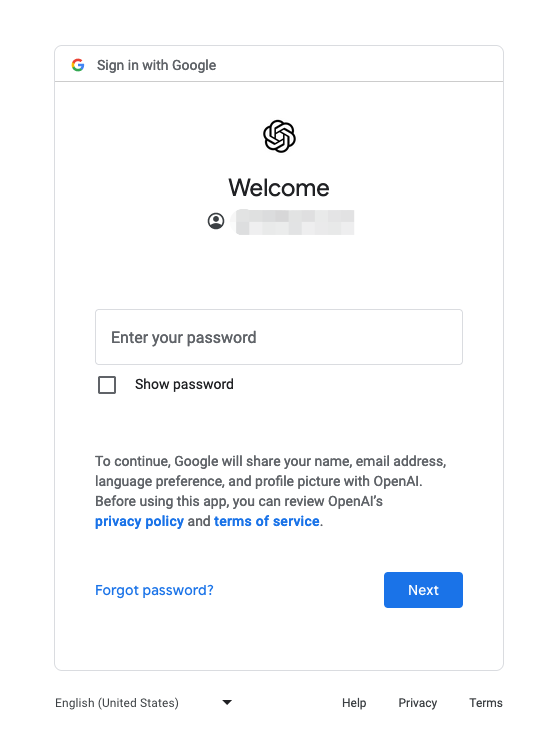 Sign in with Google
Welcome
Enter your password
Show password
To continue, Google will share your name, email address,
language preference, and profile picture with OpenAI.
Before using this app, you can review OpenAI's
privacy policy and terms of service.
Forgot password?
Next
English (United States)
Help
Privacy
Terms